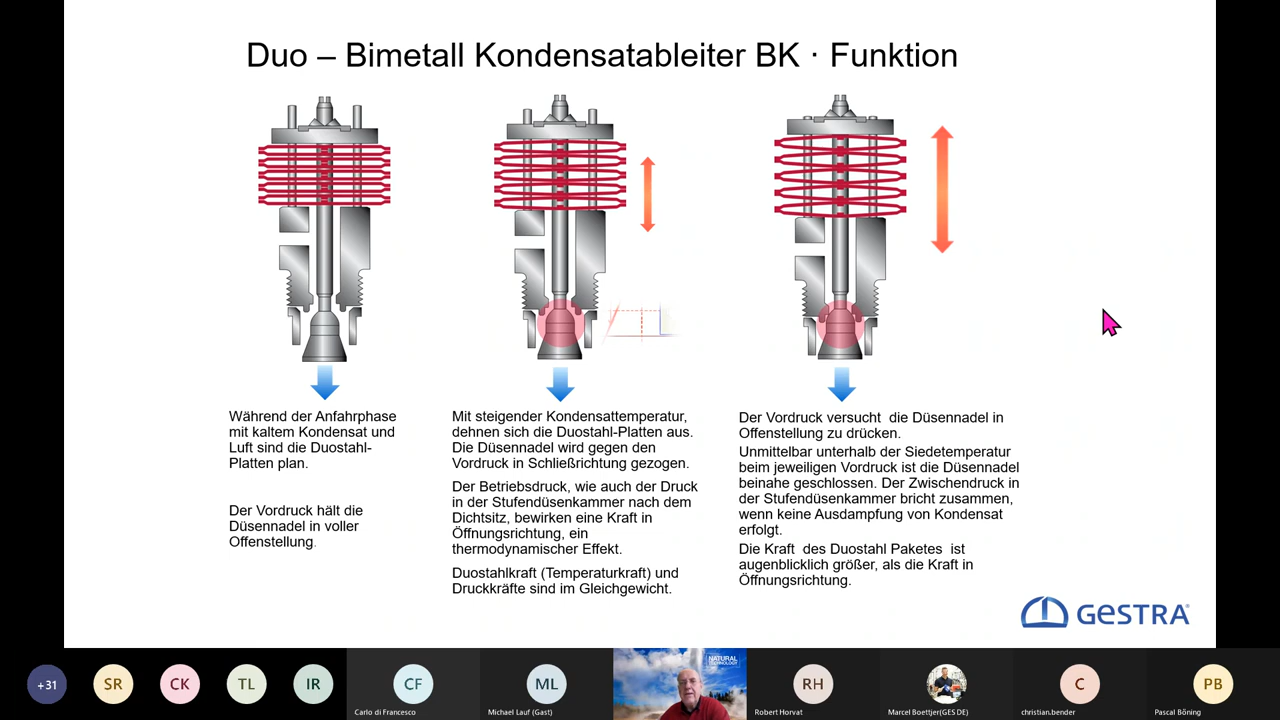 Duo – Bimetall Kondensatableiter BK · Funktion
Während der Anfahrphase
mit kaltem Kondensat und
Luft sind die Duostahl-
Platten plan.
Der Vordruck hält die
Düsennadel in voller
Offenstellung.
Mit steigender Kondensattemperatur,
dehnen sich die Duostahl-Platten aus.
Die Düsennadel wird gegen den
Vordruck in Schließrichtung gezogen.
Der Betriebsdruck, wie auch der Druck
in der Stufendüsenkammer nach dem
Dichtsitz, bewirken eine Kraft in
Öffnungsrichtung, ein
thermodynamischer Effekt.
Duostahlkraft (Temperaturkraft) und
Druckkräfte sind im Gleichgewicht.
Der Vordruck versucht die Düsennadel in
Offenstellung zu drücken.
Unmittelbar unterhalb der Siedetemperatur
beim jeweiligen Vordruck ist die Düsennadel
beinahe geschlossen. Der Zwischendruck in
der Stufendüsenkammer bricht zusammen,
wenn keine Ausdampfung von Kondensat
erfolgt.
Die Kraft des Duostahl Paketes ist
augenblicklich größer, als die Kraft in
Öffnungsrichtung.
GESTRA
+31
SR
CK
TL
IR
CF
Carlo di Francesco
ML
Michael Lauf (Gast)
NATURAL
TECHNOLOGY
RH
Robert Horvat
Marcel Boettjer(GES DE)
C
christian.bender
PB
Pascal Böning